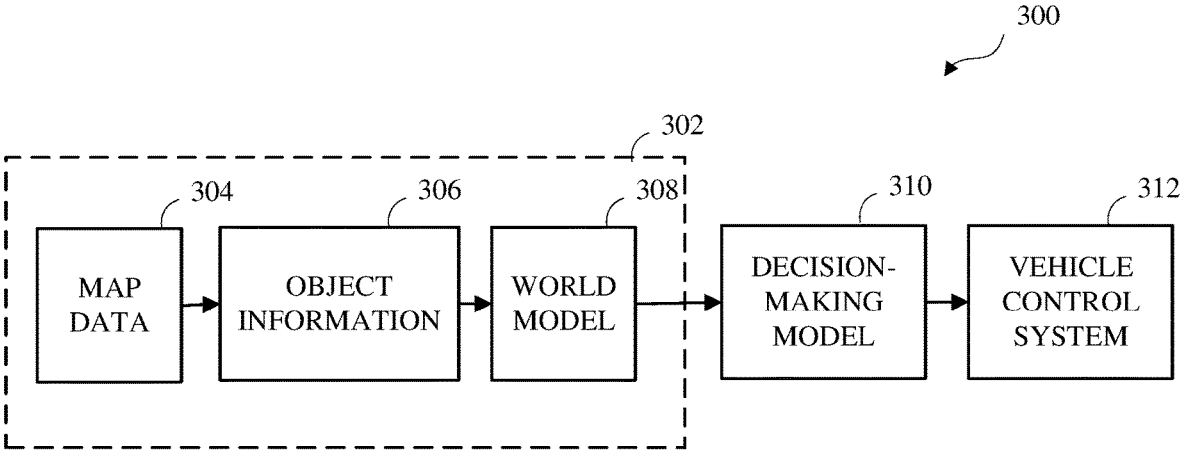 300
302
304
306
308
310
312
MAP
DATA
OBJECT
INFORMATION
WORLD
MODEL
DECISION-
MAKING
MODEL
VEHICLE
CONTROL
SYSTEM